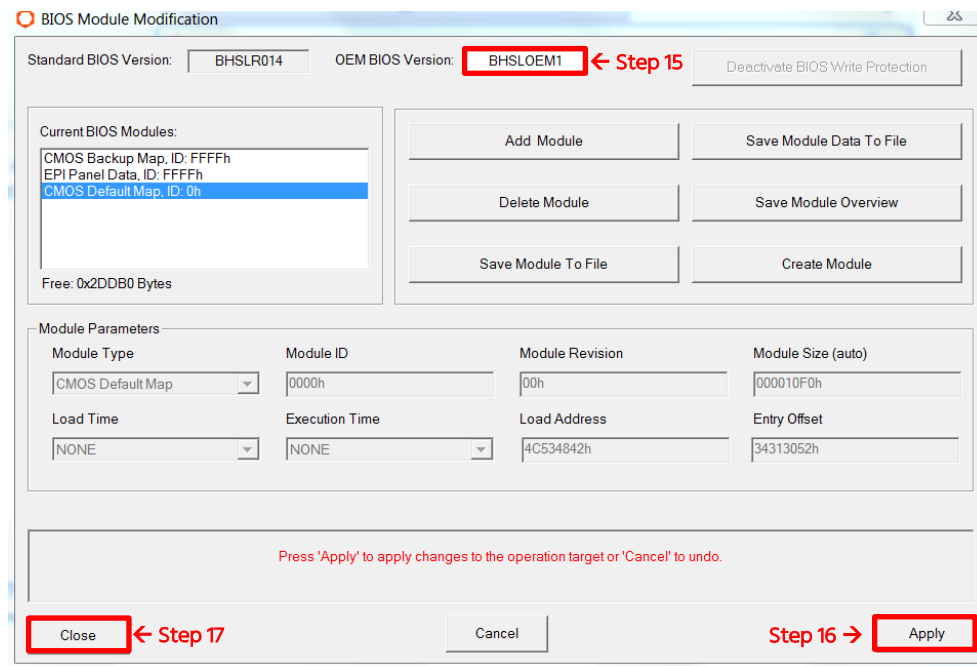 BIOS Module Modification
Standard BIOS Version: BHSLR014 OEM BIOS Version: BHSLOEM1 ← Step 15 Deactivate BIOS Write Protection
Current BIOS Modules:
CMOS Backup Map, ID: FFFFh
EPI Panel Data, ID: FFFFh
CMOS Default Map, ID: 0h
Free: 0x2DDB0 Bytes
Add Module Save Module Data To File
Delete Module Save Module Overview
Save Module To File Create Module
Module Parameters
Module Type Module ID Module Revision Module Size (auto)
CMOS Default Map 0000h 00h 000010F0h
Load Time Execution Time Load Address Entry Offset
NONE NONE 4C534842h 34313052h
Press 'Apply' to apply changes to the operation target or 'Cancel' to undo.
Close ← Step 17 Cancel Step 16 → Apply